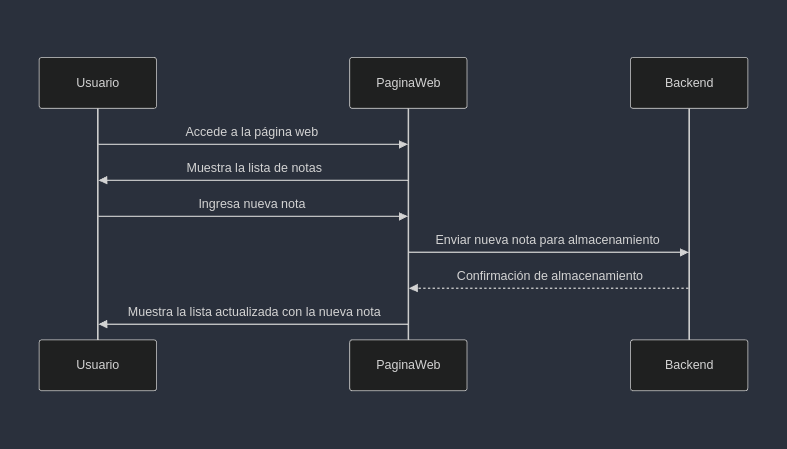 Usuario
PaginaWeb
Backend
Accede a la página web
Muestra la lista de notas
Ingresa nueva nota
Enviar nueva nota para almacenamiento
Confirmación de almacenamiento
Muestra la lista actualizada con la nueva nota
Usuario
PaginaWeb
Backend